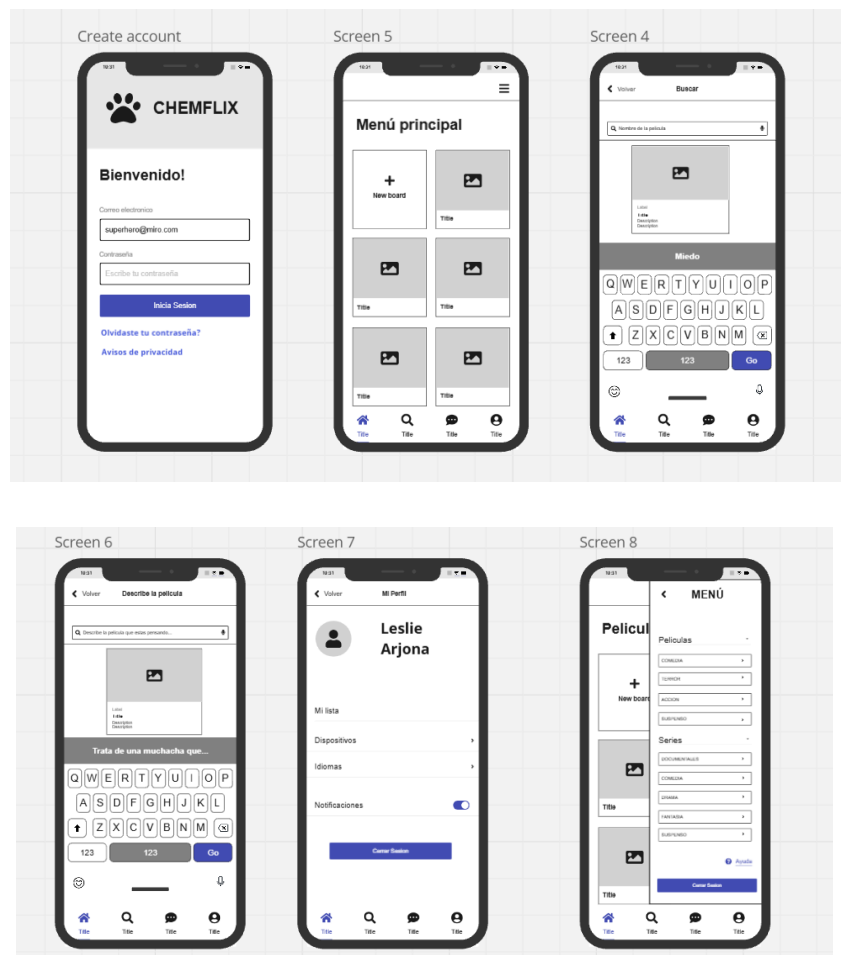 Create account
10:31
CHEMFLIX
Bienvenido!
Correo electronico
superhero@miro.com
Contraseña
Escribe tu contraseña
Inicia Sesion
Olvidaste tu contraseña?
Avisos de privacidad
Screen 5
10:31
Menú principal
New board
Title
Title
Title
Title
Title
Title Title Title Title
Screen 4
10:31
Volver Buscar
Nombre de la pelicula
Label
Title
Description
Description
Miedo
Q W E R T Y U I O P
A S D F G H J K L
Z X C V B N M
123 123 Go
Title Title Title Title
Screen 6
10:31
Volver Describe la pelicula
Describe la pelicula que estas pensando...
Label
Title
Description
Description
Trata de una muchacha que...
Q W E R T Y U I O P
A S D F G H J K L
Z X C V B N M
123 123 Go
Title Title Title Title
Screen 7
10:31
Volver Mi Perfil
Leslie
Arjona
Mi lista
Dispositivos
Idiomas
Notificaciones
Cerrar Sesion
Title Title Title Title
Screen 8
10:31
Pelicul
New board
Title
Title
Title Title Title Title
MENÚ
Peliculas
COMEDIA
TERROR
ACCION
SUSPENSO
Series
DOCUMENTALES
COMEDIA
DRAMA
FANTASIA
SUSPENSO
Ayuda
Cerrar Sesion